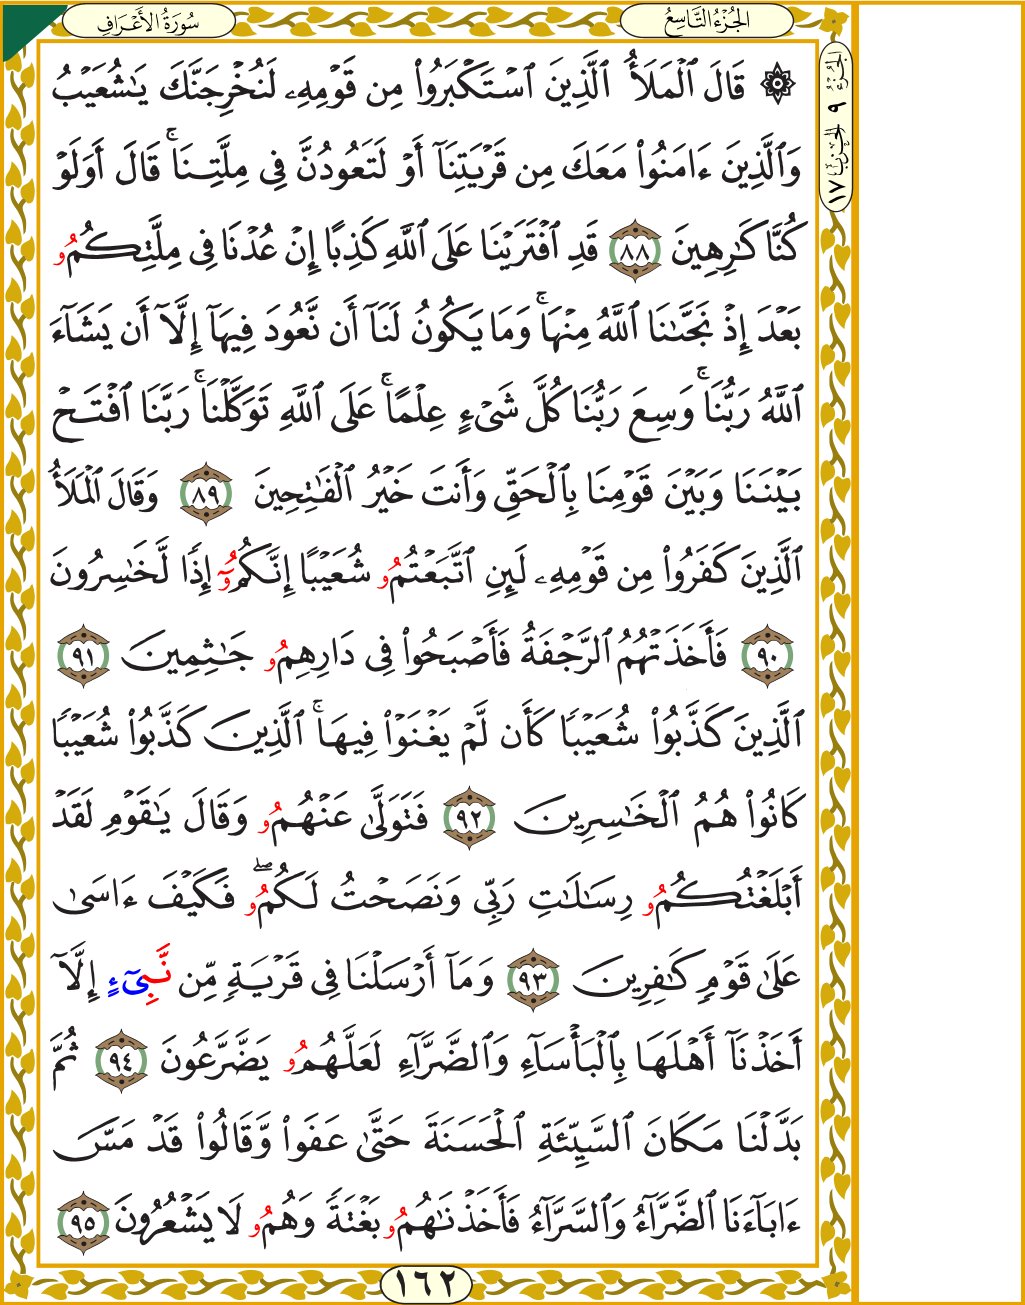 سُورَةُ الأَعْرَافِ
الجُزْءُ التَّاسِعُ
الجزء ٩ الحزب ١٧
۞ قَالَ ٱلْمَلَأُ ٱلَّذِينَ ٱسْتَكْبَرُوا۟ مِن قَوْمِهِۦ لَنُخْرِجَنَّكَ يَٰشُعَيْبُ
وَٱلَّذِينَ ءَامَنُوا۟ مَعَكَ مِن قَرْيَتِنَآ أَوْ لَتَعُودُنَّ فِى مِلَّتِنَاۚ قَالَ أَوَلَوْ
كُنَّا كَٰرِهِينَ ٨٨ قَدِ ٱفْتَرَيْنَا عَلَى ٱللَّهِ كَذِبًا إِنْ عُدْنَا فِى مِلَّتِكُمُو
بَعْدَ إِذْ نَجَّىٰنَا ٱللَّهُ مِنْهَاۚ وَمَا يَكُونُ لَنَآ أَن نَّعُودَ فِيهَآ إِلَّآ أَن يَشَآءَ
ٱللَّهُ رَبُّنَاۚ وَسِعَ رَبُّنَا كُلَّ شَىْءٍ عِلْمًاۚ عَلَى ٱللَّهِ تَوَكَّلْنَاۚ رَبَّنَا ٱفْتَحْ
بَيْنَنَا وَبَيْنَ قَوْمِنَا بِٱلْحَقِّ وَأَنتَ خَيْرُ ٱلْفَٰتِحِينَ ٨٩ وَقَالَ ٱلْمَلَأُ
ٱلَّذِينَ كَفَرُوا۟ مِن قَوْمِهِۦ لَئِنِ ٱتَّبَعْتُمُو شُعَيْبًا إِنَّكُمُوٓ إِذًا لَّخَٰسِرُونَ
٩٠ فَأَخَذَتْهُمُ ٱلرَّجْفَةُ فَأَصْبَحُوا۟ فِى دَارِهِمُو جَٰثِمِينَ ٩١
ٱلَّذِينَ كَذَّبُوا۟ شُعَيْبًا كَأَن لَّمْ يَغْنَوْا۟ فِيهَاۚ ٱلَّذِينَ كَذَّبُوا۟ شُعَيْبًا
كَانُوا۟ هُمُ ٱلْخَٰسِرِينَ ٩٢ فَتَوَلَّىٰ عَنْهُمُو وَقَالَ يَٰقَوْمِ لَقَدْ
أَبْلَغْتُكُمُو رِسَٰلَٰتِ رَبِّى وَنَصَحْتُ لَكُمُوۖ فَكَيْفَ ءَاسَىٰ
عَلَىٰ قَوْمٍ كَٰفِرِينَ ٩٣ وَمَآ أَرْسَلْنَا فِى قَرْيَةٍ مِّن نَّبِىٓءٍ إِلَّآ
أَخَذْنَآ أَهْلَهَا بِٱلْبَأْسَآءِ وَٱلضَّرَّآءِ لَعَلَّهُمُو يَضَّرَّعُونَ ٩٤ ثُمَّ
بَدَّلْنَا مَكَانَ ٱلسَّيِّئَةِ ٱلْحَسَنَةَ حَتَّىٰ عَفَوا۟ وَّقَالُوا۟ قَدْ مَسَّ
ءَابَآءَنَا ٱلضَّرَّآءُ وَٱلسَّرَّآءُ فَأَخَذْنَٰهُمُو بَغْتَةً وَهُمُو لَا يَشْعُرُونَ ٩٥
١٦٢